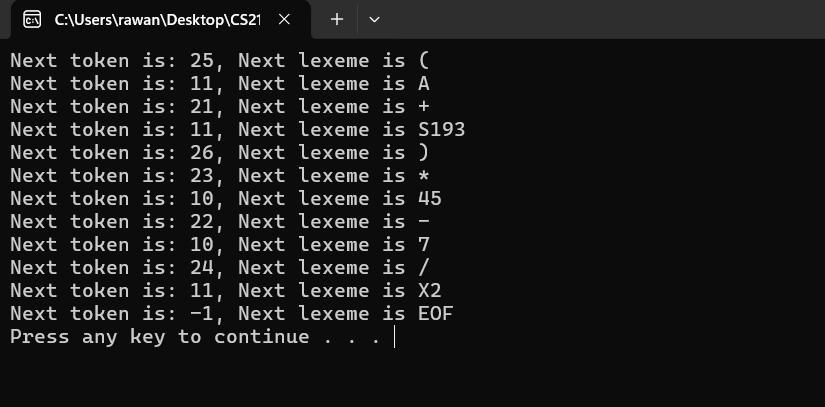 C:\Users\rawan\Desktop\CS21
Next token is: 25, Next lexeme is (
Next token is: 11, Next lexeme is A
Next token is: 21, Next lexeme is +
Next token is: 11, Next lexeme is S193
Next token is: 26, Next lexeme is )
Next token is: 23, Next lexeme is *
Next token is: 10, Next lexeme is 45
Next token is: 22, Next lexeme is -
Next token is: 10, Next lexeme is 7
Next token is: 24, Next lexeme is /
Next token is: 11, Next lexeme is X2
Next token is: -1, Next lexeme is EOF
Press any key to continue . . .